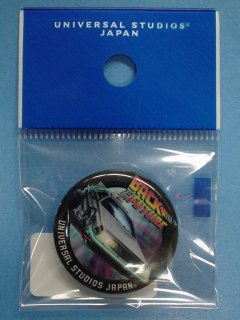 UNIVERSAL STUDIOS®
JAPAN
BACK
TO THE
FUTURE
UNIVERSAL STUDIOS JAPAN